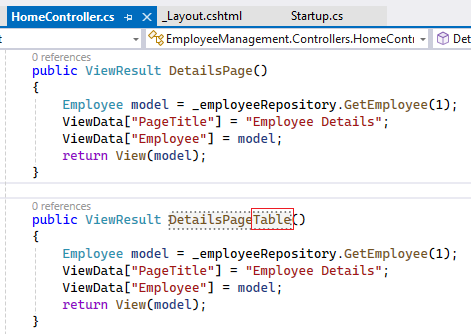 HomeController.cs _Layout.cshtml Startup.cs
EmployeeManagement.Controllers.HomeContr
0 references
public ViewResult DetailsPage()
{
Employee model = _employeeRepository.GetEmployee(1);
ViewData["PageTitle"] = "Employee Details";
ViewData["Employee"] = model;
return View(model);
}
0 references
public ViewResult DetailsPageTable()
{
Employee model = _employeeRepository.GetEmployee(1);
ViewData["PageTitle"] = "Employee Details";
ViewData["Employee"] = model;
return View(model);
}